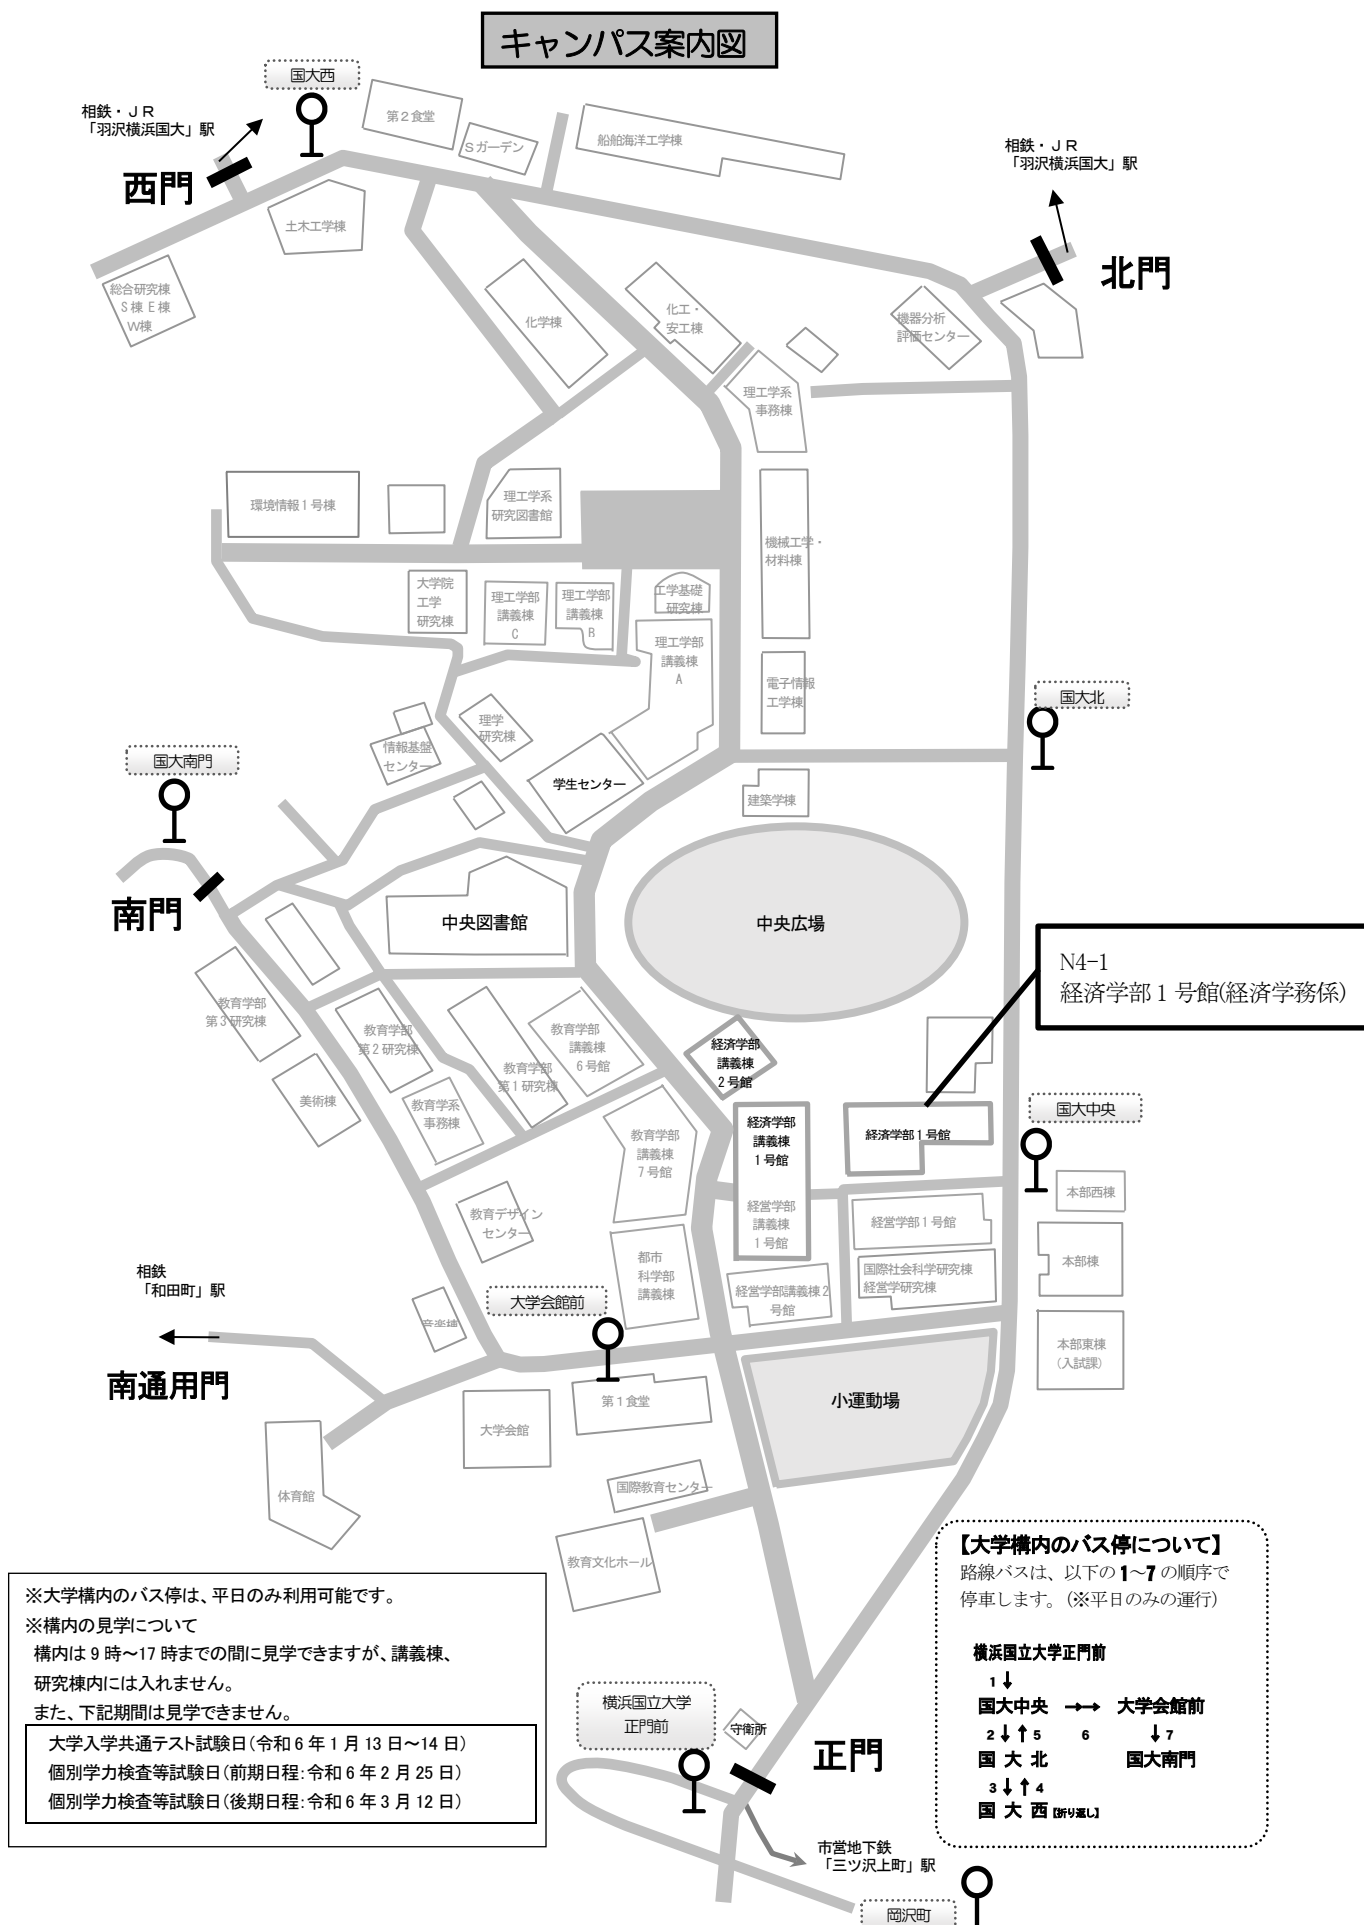 キャンパス案内図
国大西
相鉄・ＪＲ
「羽沢横浜国大」駅
西門
第２食堂
Ｓガーデン
船舶海洋工学棟
相鉄・ＪＲ
「羽沢横浜国大」駅
北門
土木工学棟
総合研究棟
Ｓ棟Ｅ棟
Ｗ棟
化学棟
化工・
安工棟
機器分析
評価センター
理工学系
事務棟
環境情報１号棟
理工学系
研究図書館
機械工学・
材料棟
大学院
工学
研究棟
理工学部
講義棟
Ｃ
理工学部
講義棟
Ｂ
工学基礎
研究棟
理工学部
講義棟
Ａ
電子情報
工学棟
国大北
理学
研究棟
情報基盤
センター
学生センター
国大南門
建築学棟
南門
中央図書館
中央広場
N4-1
経済学部１号館(経済学務係)
教育学部
第３研究棟
教育学部
第２研究棟
教育学部
講義棟
６号館
教育学部
第１研究棟
経済学部
講義棟
２号館
美術棟
教育学系
事務棟
教育学部
講義棟
７号館
経済学部
講義棟
１号館
経済学部１号館
国大中央
本部西棟
教育デザイン
センター
経営学部
講義棟
１号館
経営学部１号館
都市
科学部
講義棟
国際社会科学研究棟
経営学研究棟
本部棟
相鉄
「和田町」駅
大学会館前
経営学部講義棟２
号館
音楽棟
本部東棟
(入試課)
南通用門
第１食堂
小運動場
大学会館
体育館
国際教育センター
教育文化ホール
【大学構内のバス停について】
路線バスは、以下の1～7の順序で
停車します。(※平日のみの運行)
横浜国立大学正門前
1↓
国大中央 →→ 大学会館前
2↓↑5 6 ↓7
国大北 国大南門
3↓↑4
国大西【折り返し】
※大学構内のバス停は、平日のみ利用可能です。
※構内の見学について
構内は９時～17時までの間に見学できますが、講義棟、
研究棟内には入れません。
また、下記期間は見学できません。
大学入学共通テスト試験日(令和６年１月13日～14日)
個別学力検査等試験日(前期日程:令和６年２月25日)
個別学力検査等試験日(後期日程:令和６年３月12日)
横浜国立大学
正門前
守衛所
正門
市営地下鉄
「三ツ沢上町」駅
岡沢町